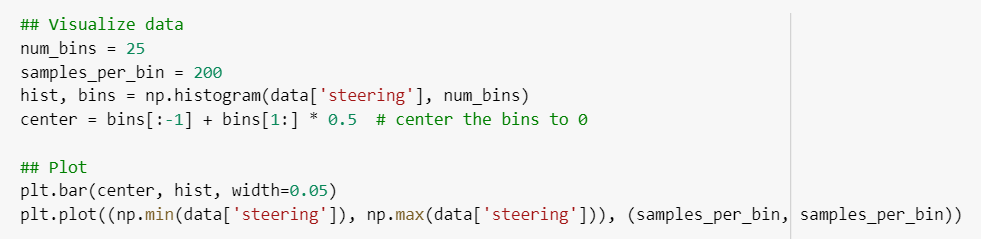 ## Visualize data
num_bins = 25
samples_per_bin = 200
hist, bins = np.histogram(data['steering'], num_bins)
center = bins[:-1] + bins[1:] * 0.5  # center the bins to 0
## Plot
plt.bar(center, hist, width=0.05)
plt.plot((np.min(data['steering']), np.max(data['steering'])), (samples_per_bin, samples_per_bin))